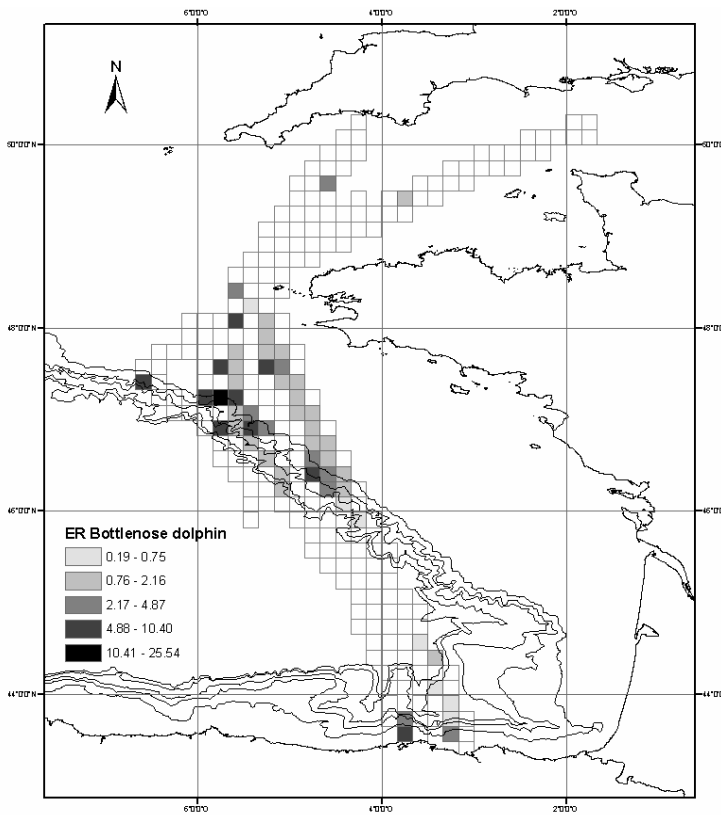 6°0'0" 4°0'0" 2°0'0"
N
50°0'0"N 50°0'0"N
48°0'0"N 48°0'0"N
46°0'0"N 46°0'0"N
ER Bottlenose dolphin
0.19 - 0.75
0.76 - 2.16
2.17 - 4.87
4.88 - 10.40
10.41 - 25.54
44°0'0"N 44°0'0"N
6°0'0" 4°0'0" 2°0'0"